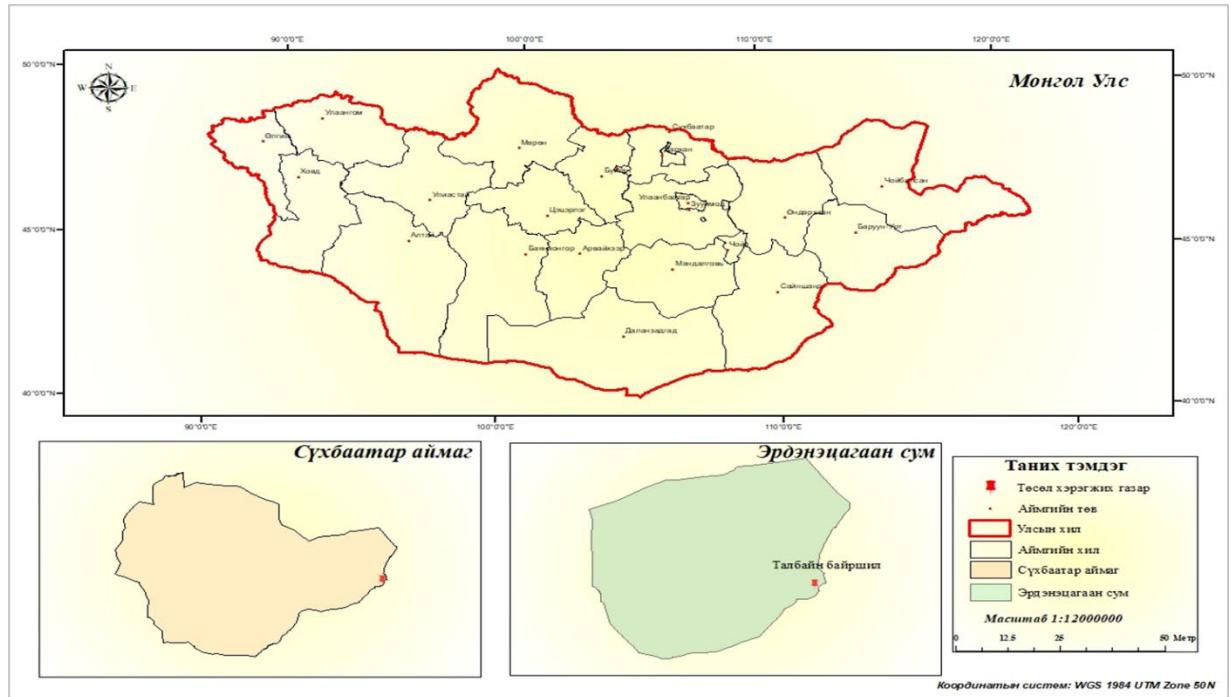 90°0'0"E 100°0'0"E 110°0'0"E 120°0'0"E
50°0'0"N 50°0'0"N
N
W E
S
Монгол Улс
Улаангом
Мөрөн
Сүхбаатар
Ховд
Улиастай
Цэцэрлэг
Улаанбаатар
Зуунмод
Чойбалсан
Өндөрхаан
Баруун-Урт
45°0'0"N 45°0'0"N
Алтай
Баянхонгор
Арвайхээр
Чойр
Мандалговь
Сайншанд
Даланзадгад
40°0'0"N 40°0'0"N
90°0'0"E 100°0'0"E 110°0'0"E 120°0'0"E
Сүхбаатар аймаг
Эрдэнэцагаан сум
Талбайн байршил
Таних тэмдэг
Төсөл хэрэгжих газар
Аймгийн төв
Улсын хил
Аймгийн хил
Сүхбаатар аймаг
Эрдэнэцагаан сум
Масштаб 1:12000000
0 12.5 25 50 Метр
Координатын систем: WGS 1984 UTM Zone 50N